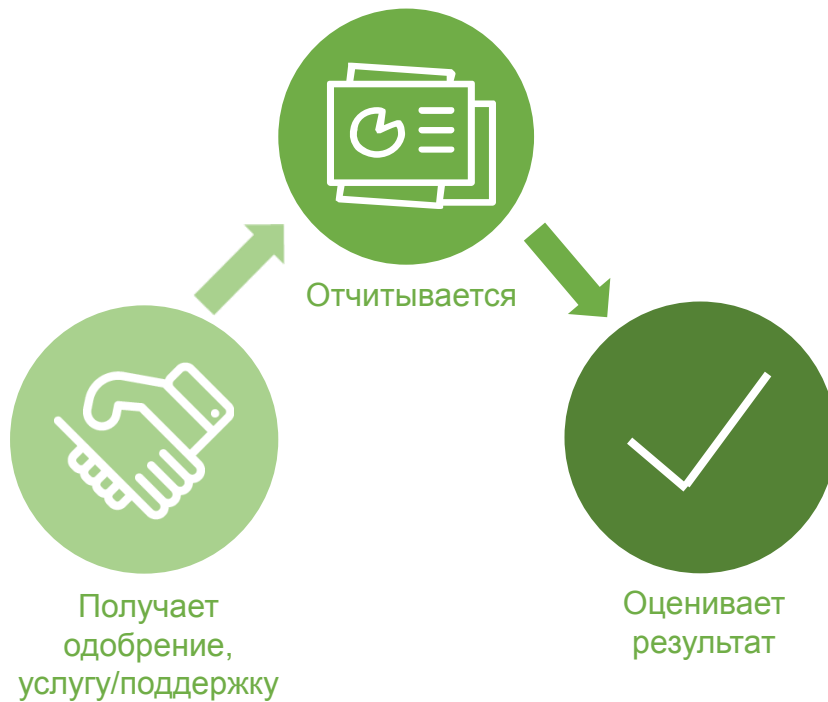 Отчитывается
Получает
одобрение,
услугу/поддержку
Оценивает
результат